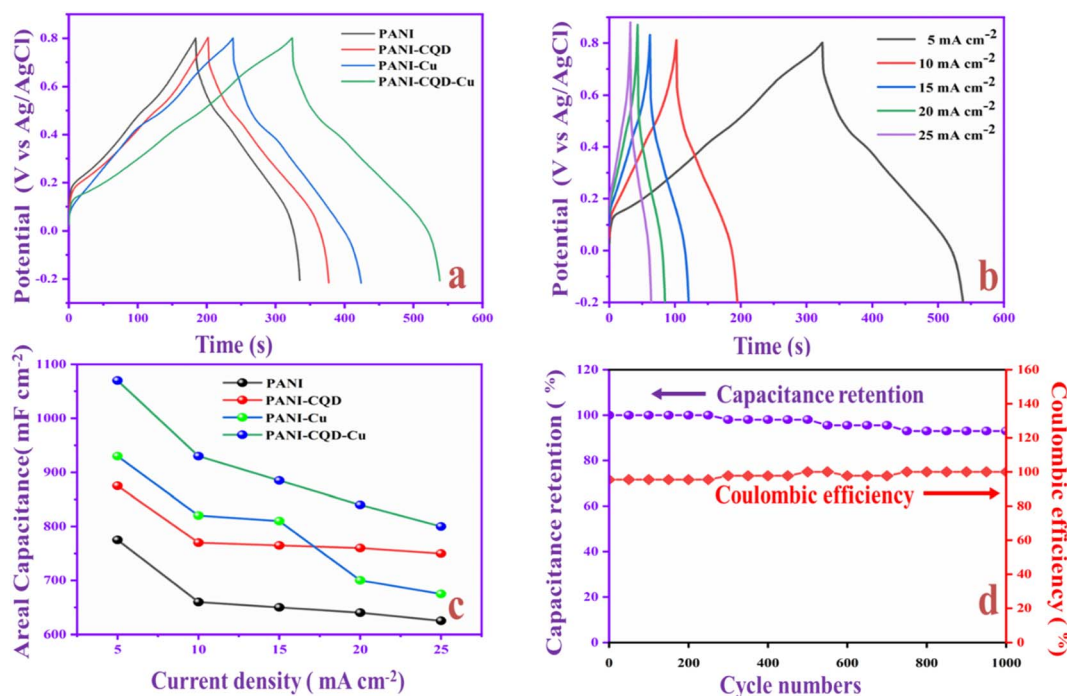 PANI
PANI-CQD
PANI-Cu
PANI-CQD-Cu
Potential (V vs Ag/AgCl)
0.8
0.6
0.4
0.2
0.0
-0.2
0 100 200 300 400 500 600
Time (s)
a
5 mA cm-2
10 mA cm-2
15 mA cm-2
20 mA cm-2
25 mA cm-2
Potential (V vs Ag/AgCl)
0.8
0.6
0.4
0.2
0.0
-0.2
0 100 200 300 400 500 600
Time (s)
b
PANI
PANI-CQD
PANI-Cu
PANI-CQD-Cu
Areal Capacitance( mF cm-2)
1100
1000
900
800
700
600
5 10 15 20 25
Current density ( mA cm-2)
c
Capacitance retention
Coulombic efficiency
Capacitance retention ( %)
120
100
80
60
40
20
0
0 200 400 600 800 1000
Cycle numbers
Coulombic efficiency ( %)
160
140
120
100
80
60
40
20
0
d